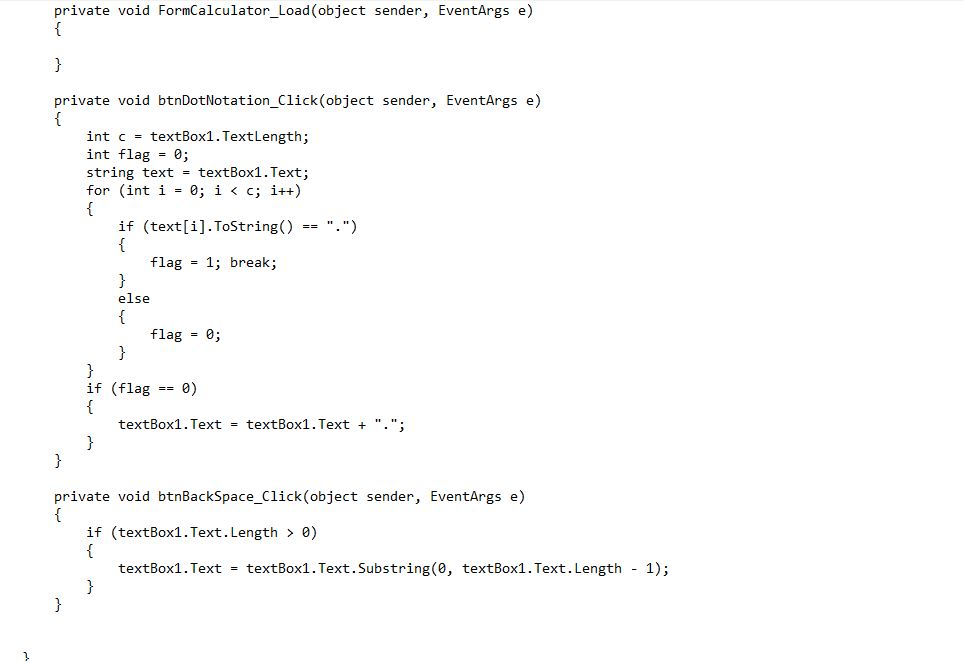 private void FormCalculator_Load(object sender, EventArgs e)
{
}
private void btnDotNotation_Click(object sender, EventArgs e)
{
int c = textBox1.TextLength;
int flag = 0;
string text = textBox1.Text;
for (int i = 0; i < c; i++)
{
if (text[i].ToString() == ".")
{
flag = 1; break;
}
else
{
flag = 0;
}
}
if (flag == 0)
{
textBox1.Text = textBox1.Text + ".";
}
}
private void btnBackSpace_Click(object sender, EventArgs e)
{
if (textBox1.Text.Length > 0)
{
textBox1.Text = textBox1.Text.Substring(0, textBox1.Text.Length - 1);
}
}
}